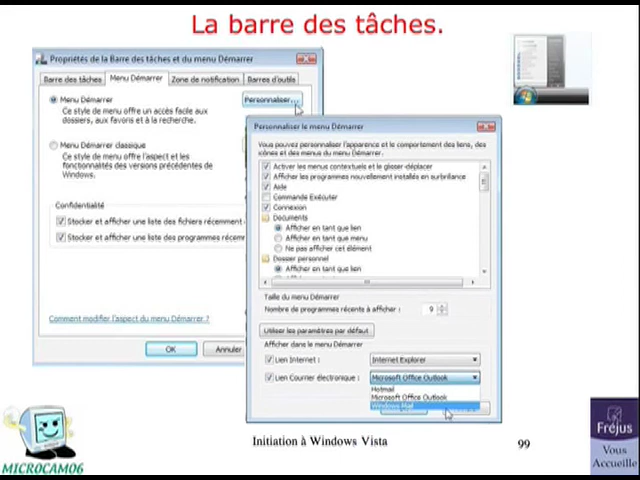 La barre des tâches.
Propriétés de la Barre des tâches et du menu Démarrer
Barre des tâches
Menu Démarrer
Zone de notification
Barres d'outils
Menu Démarrer
Personnaliser...
Ce style de menu offre un accès facile aux
dossiers, aux favoris et à la recherche.
Menu Démarrer classique
Ce style de menu offre l'aspect et les
fonctionnalités des versions précédentes de
Windows.
Confidentialité
Stocker et afficher une liste des fichiers récemment
Stocker et afficher une liste des programmes récemm
Comment modifier l'aspect du menu Démarrer ?
OK
Annuler
Personnaliser le menu Démarrer
Vous pouvez personnaliser l'apparence et le comportement des liens, des
icônes et des menus du menu Démarrer.
Activer les menus contextuels et le glisser-déplacer
Afficher les programmes nouvellement installés en surbrillance
Aide
Commande Exécuter
Connexion
Documents
Afficher en tant que lien
Afficher en tant que menu
Ne pas afficher cet élément
Dossier personnel
Afficher en tant que lien
Taille du menu Démarrer
Nombre de programmes récents à afficher :
9
Utiliser les paramètres par défaut
Afficher dans le menu Démarrer
Lien Internet :
Internet Explorer
Lien Courrier électronique :
Microsoft Office Outlook
Hotmail
Microsoft Office Outlook
Windows Mail
MICROCAM06
Initiation à Windows Vista
99
Fréjus
Vous
Accueille